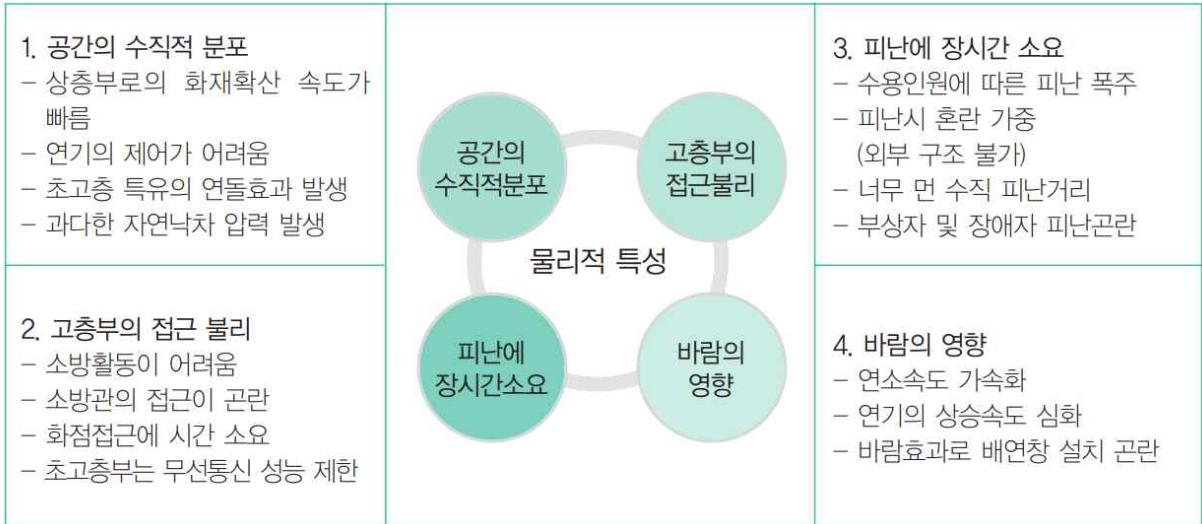 1. 공간의 수직적 분포
– 상층부로의 화재확산 속도가
빠름
– 연기의 제어가 어려움
– 초고층 특유의 연돌효과 발생
– 과다한 자연낙차 압력 발생
2. 고층부의 접근 불리
– 소방활동이 어려움
– 소방관의 접근이 곤란
– 화점접근에 시간 소요
– 초고층부는 무선통신 성능 제한
공간의
수직적분포
고층부의
접근불리
물리적 특성
피난에
장시간소요
바람의
영향
3. 피난에 장시간 소요
– 수용인원에 따른 피난 폭주
– 피난시 혼란 가중
(외부 구조 불가)
– 너무 먼 수직 피난거리
– 부상자 및 장애자 피난곤란
4. 바람의 영향
– 연소속도 가속화
– 연기의 상승속도 심화
– 바람효과로 배연창 설치 곤란